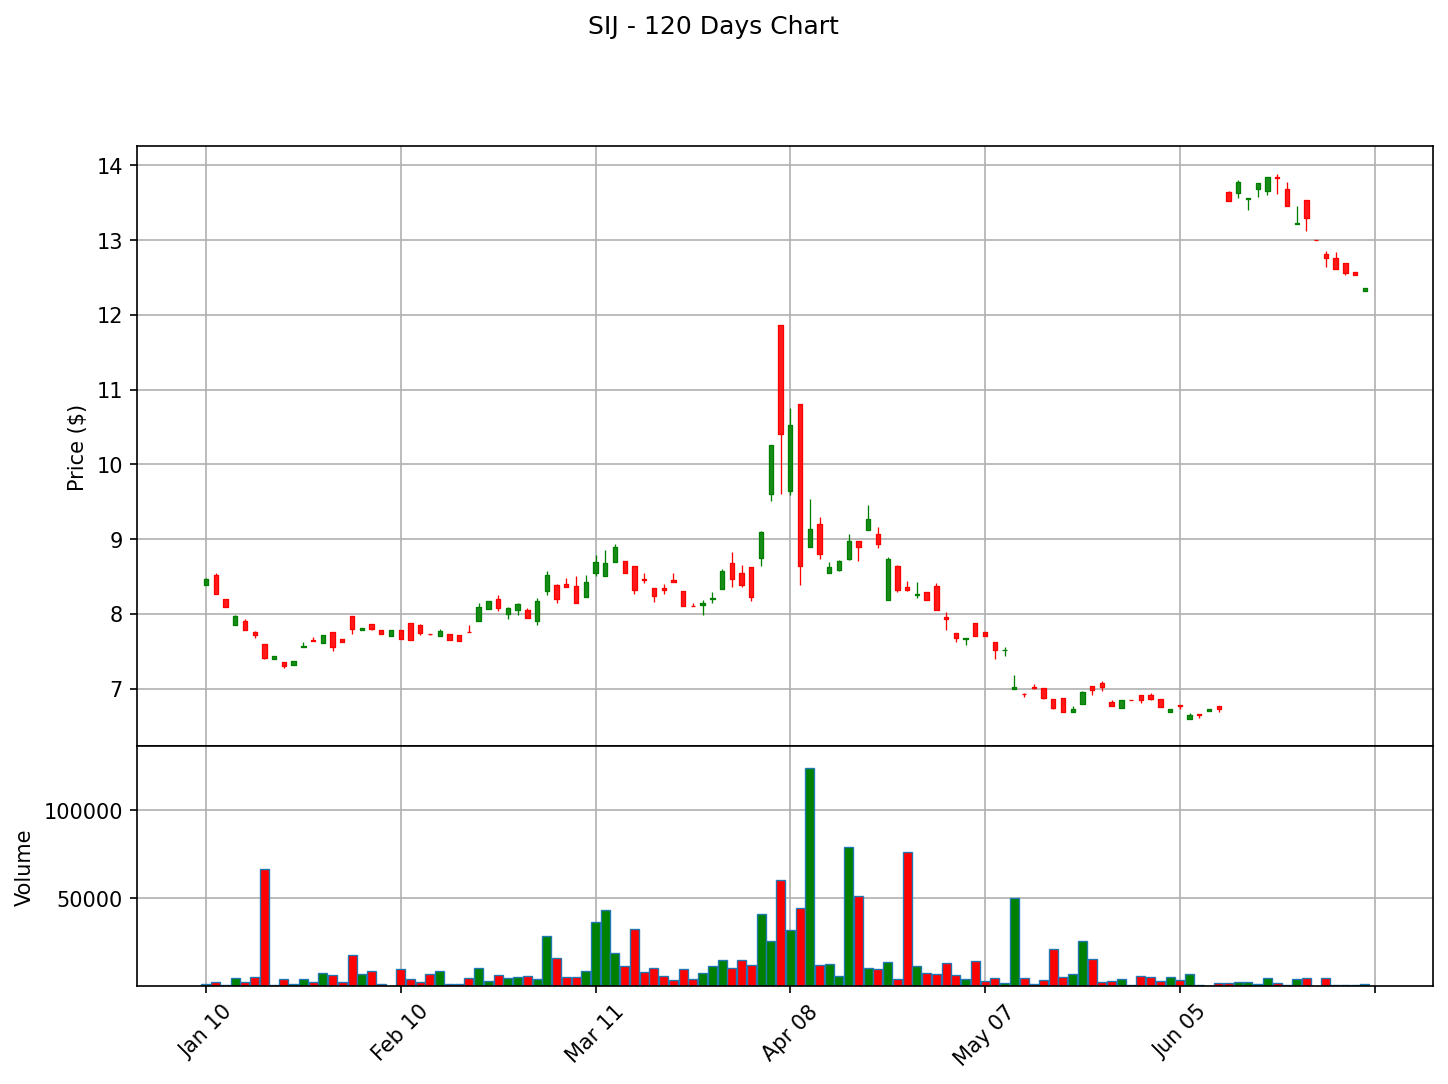 SIJ - 120 Days Chart
14
13
12
11
10
9
8
7
Price ($)
100000
50000
Volume
Jan 10
Feb 10
Mar 11
Apr 08
May 07
Jun 05